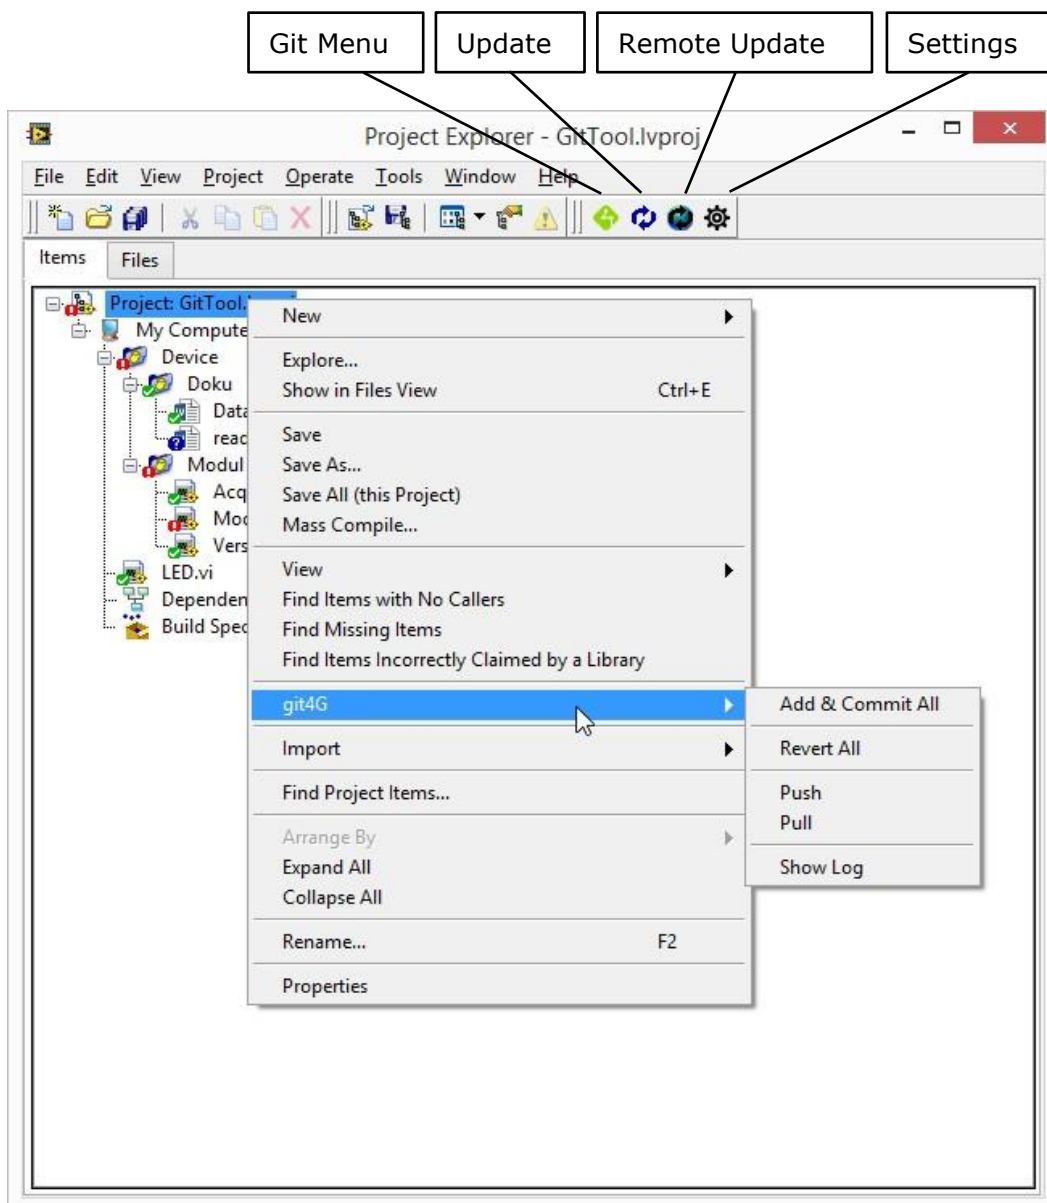 Git Menu
Update
Remote Update
Settings
Project Explorer - GitTool.lvproj
File Edit View Project Operate Tools Window Help
Items Files
Project: GitTool.
My Compute
Device
Doku
Data
read
Modul
Acq
Mod
Vers
LED.vi
Dependen
Build Spec
New
Explore...
Show in Files View Ctrl+E
Save
Save As...
Save All (this Project)
Mass Compile...
View
Find Items with No Callers
Find Missing Items
Find Items Incorrectly Claimed by a Library
git4G
Import
Find Project Items...
Arrange By
Expand All
Collapse All
Rename... F2
Properties
Add & Commit All
Revert All
Push
Pull
Show Log